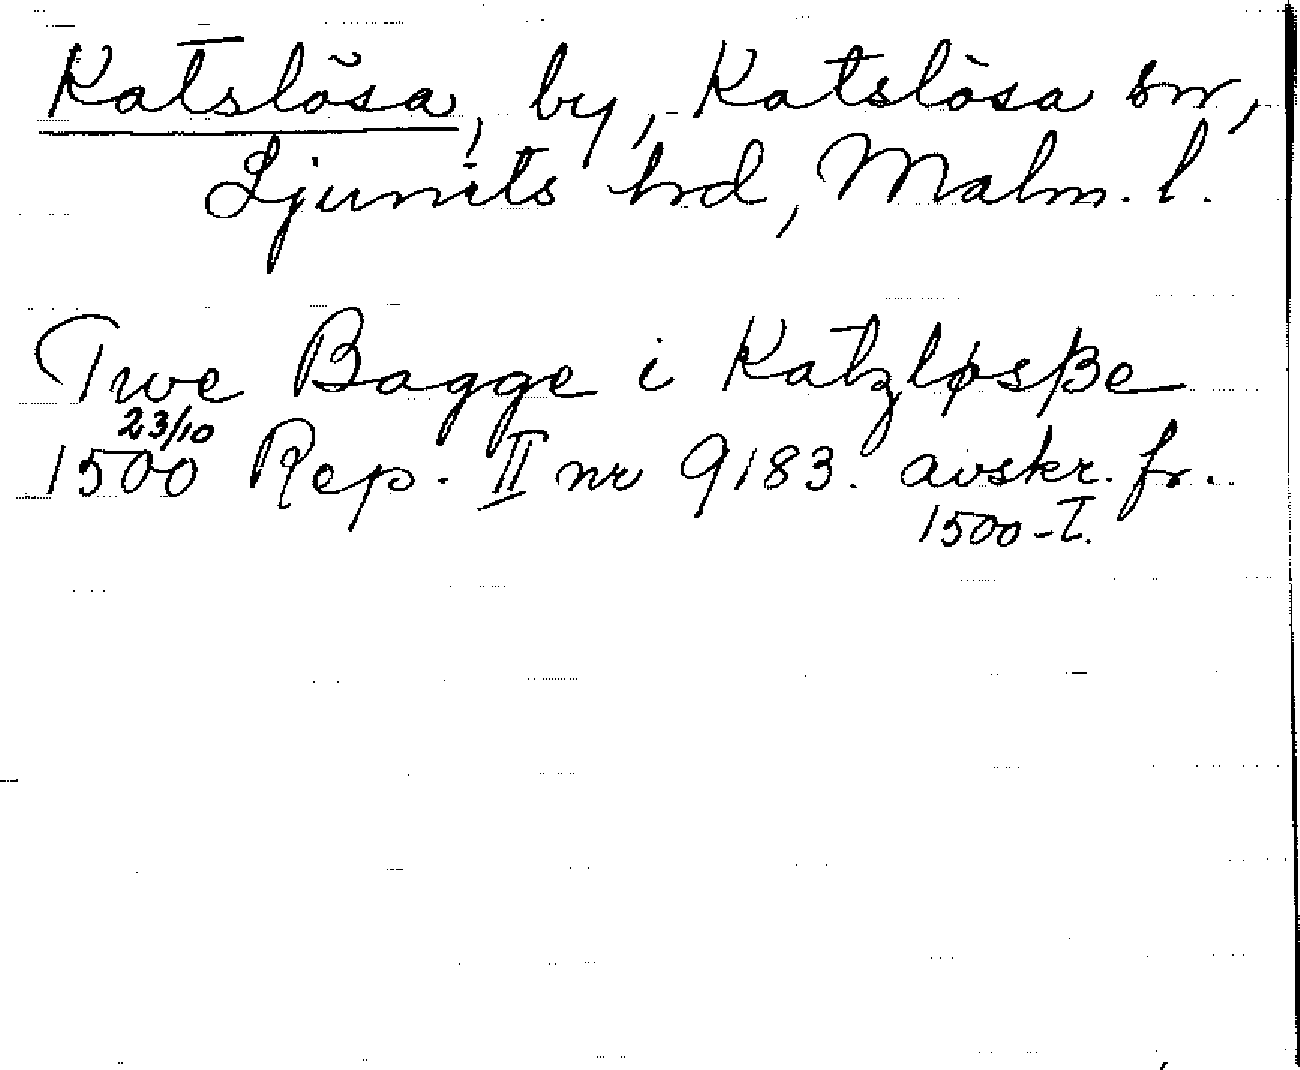 Katslösa, by, Katslösa sn,
Ljunits hd, Malm. l.
Twe Bagge i Katzløsße
23/10
1500 Rep. II nr 9183. avskr. fr.
1500-T.